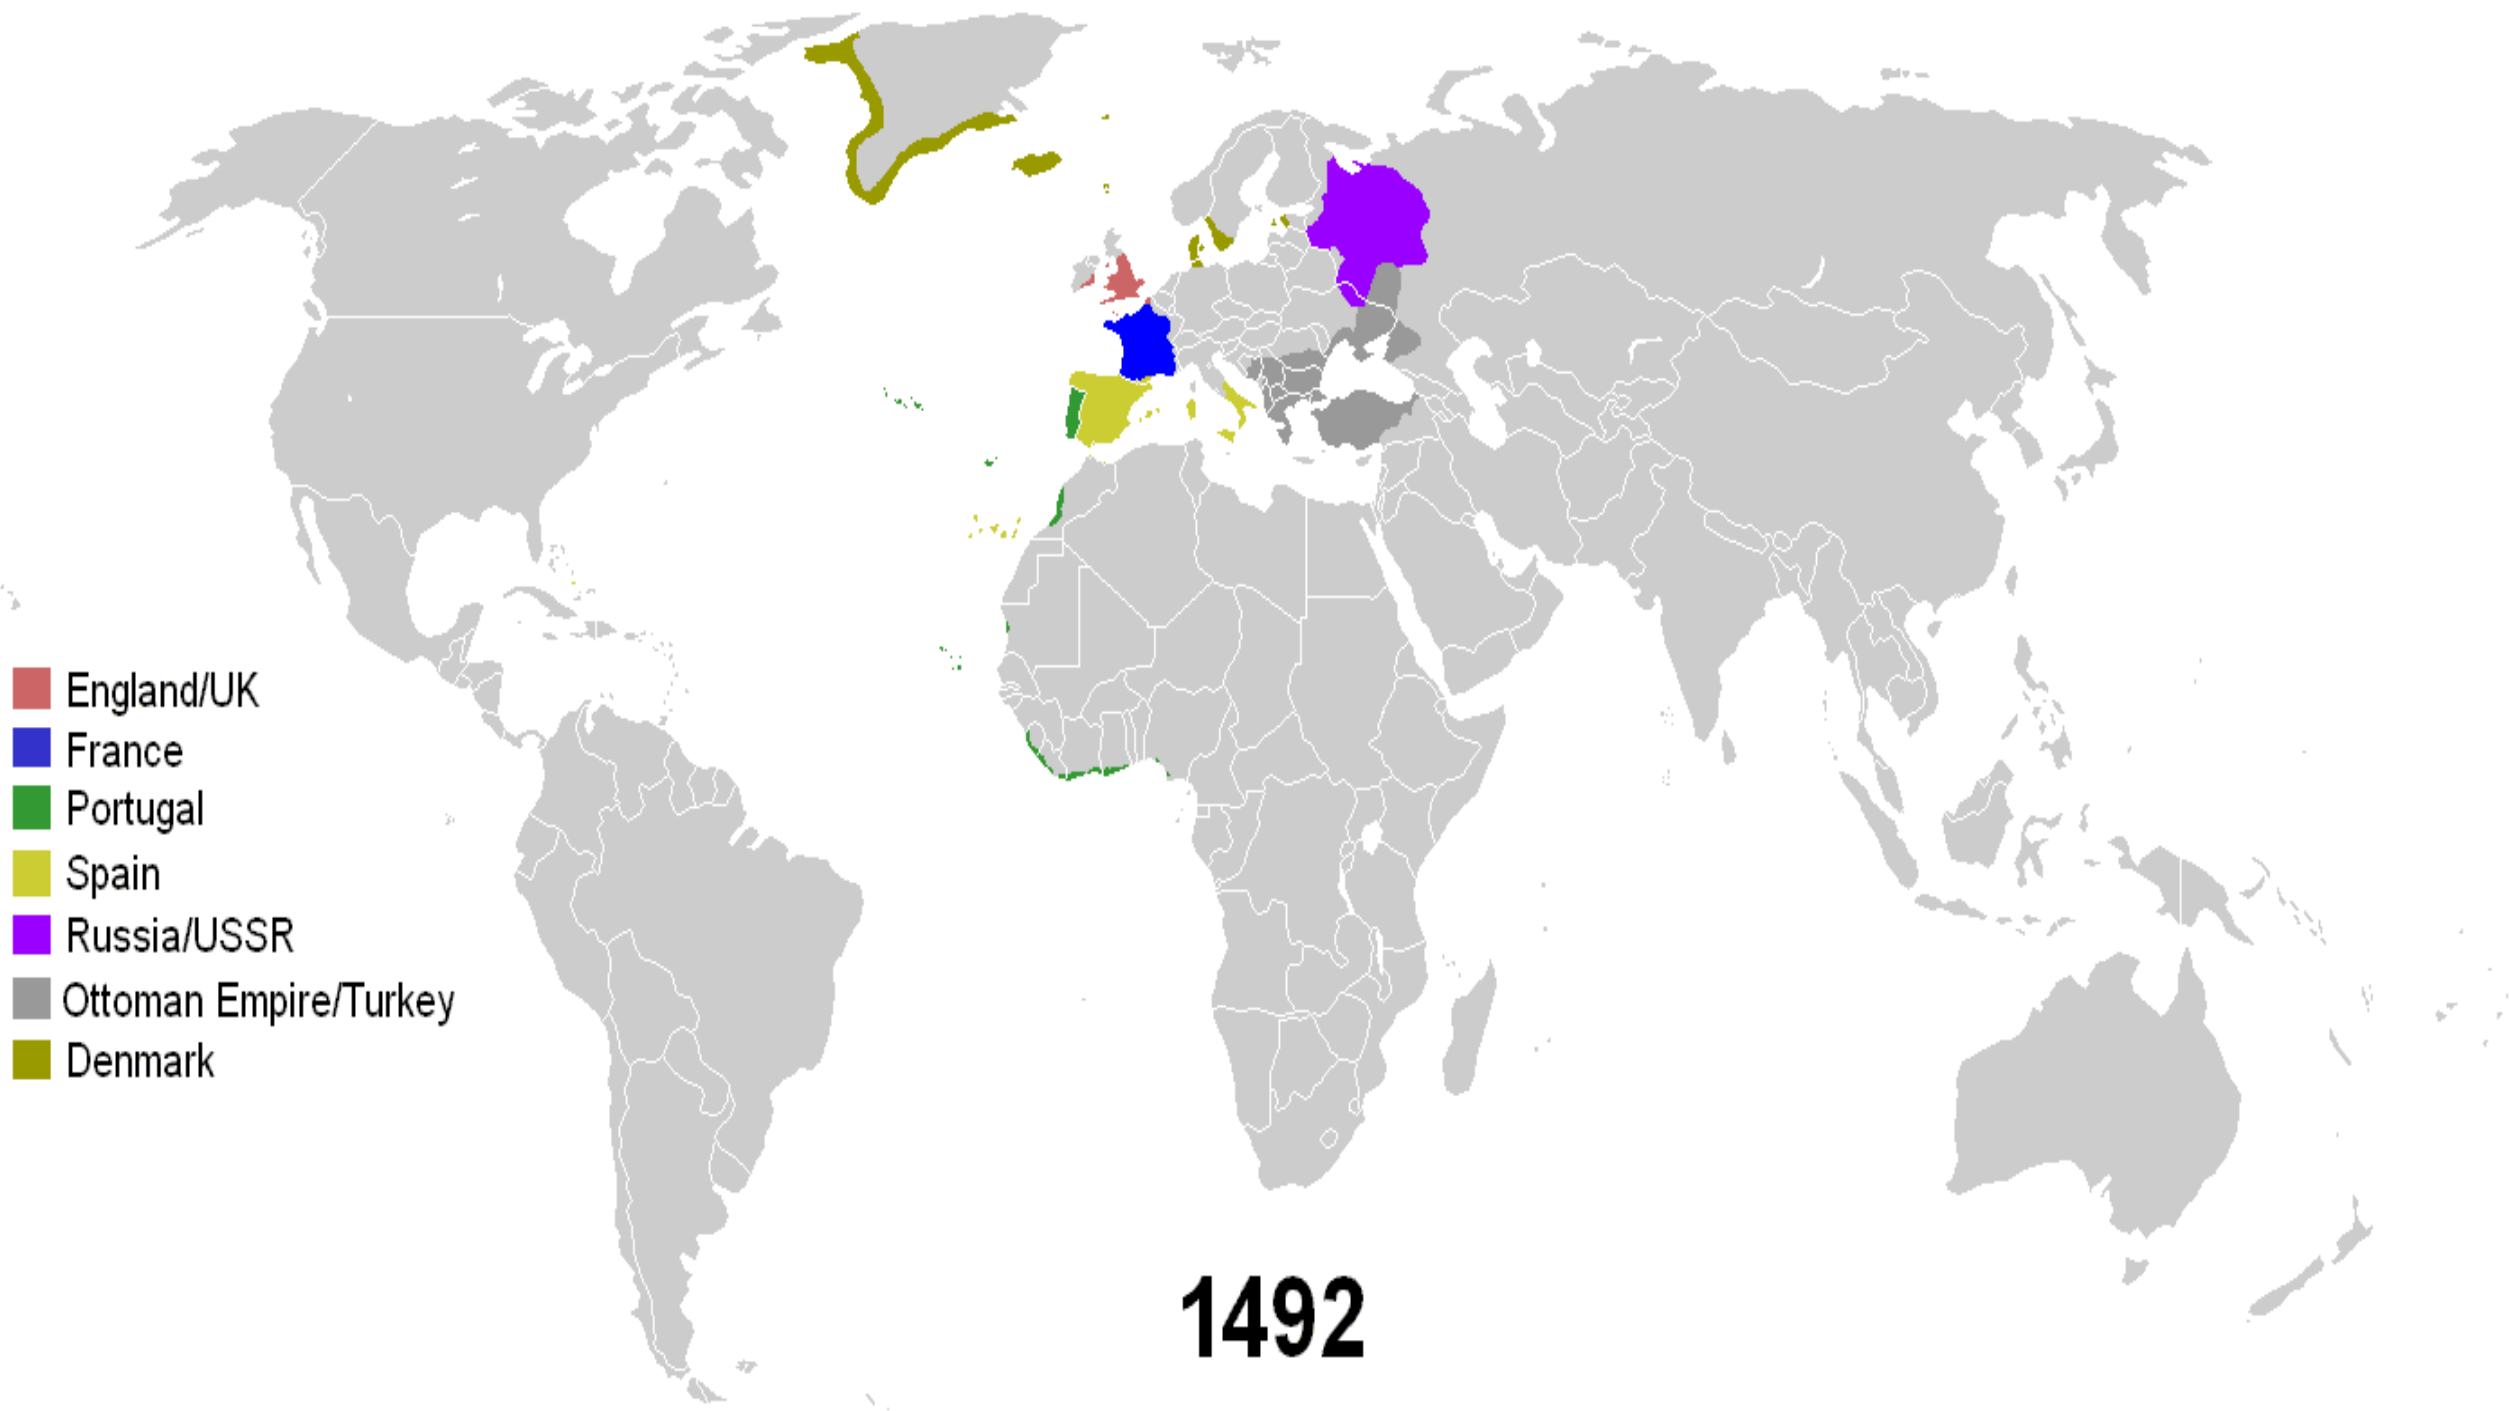 England/UK
France
Portugal
Spain
Russia/USSR
Ottoman Empire/Turkey
Denmark
1492